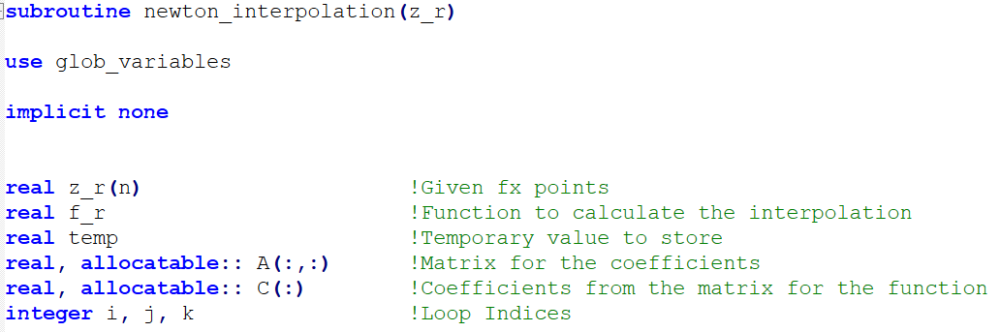 subroutine newton_interpolation(z_r)
use glob_variables
implicit none
real z_r(n) !Given fx points
real f_r !Function to calculate the interpolation
real temp !Temporary value to store
real, allocatable:: A(:,:) !Matrix for the coefficients
real, allocatable:: C(:) !Coefficients from the matrix for the function
integer i, j, k !Loop Indices